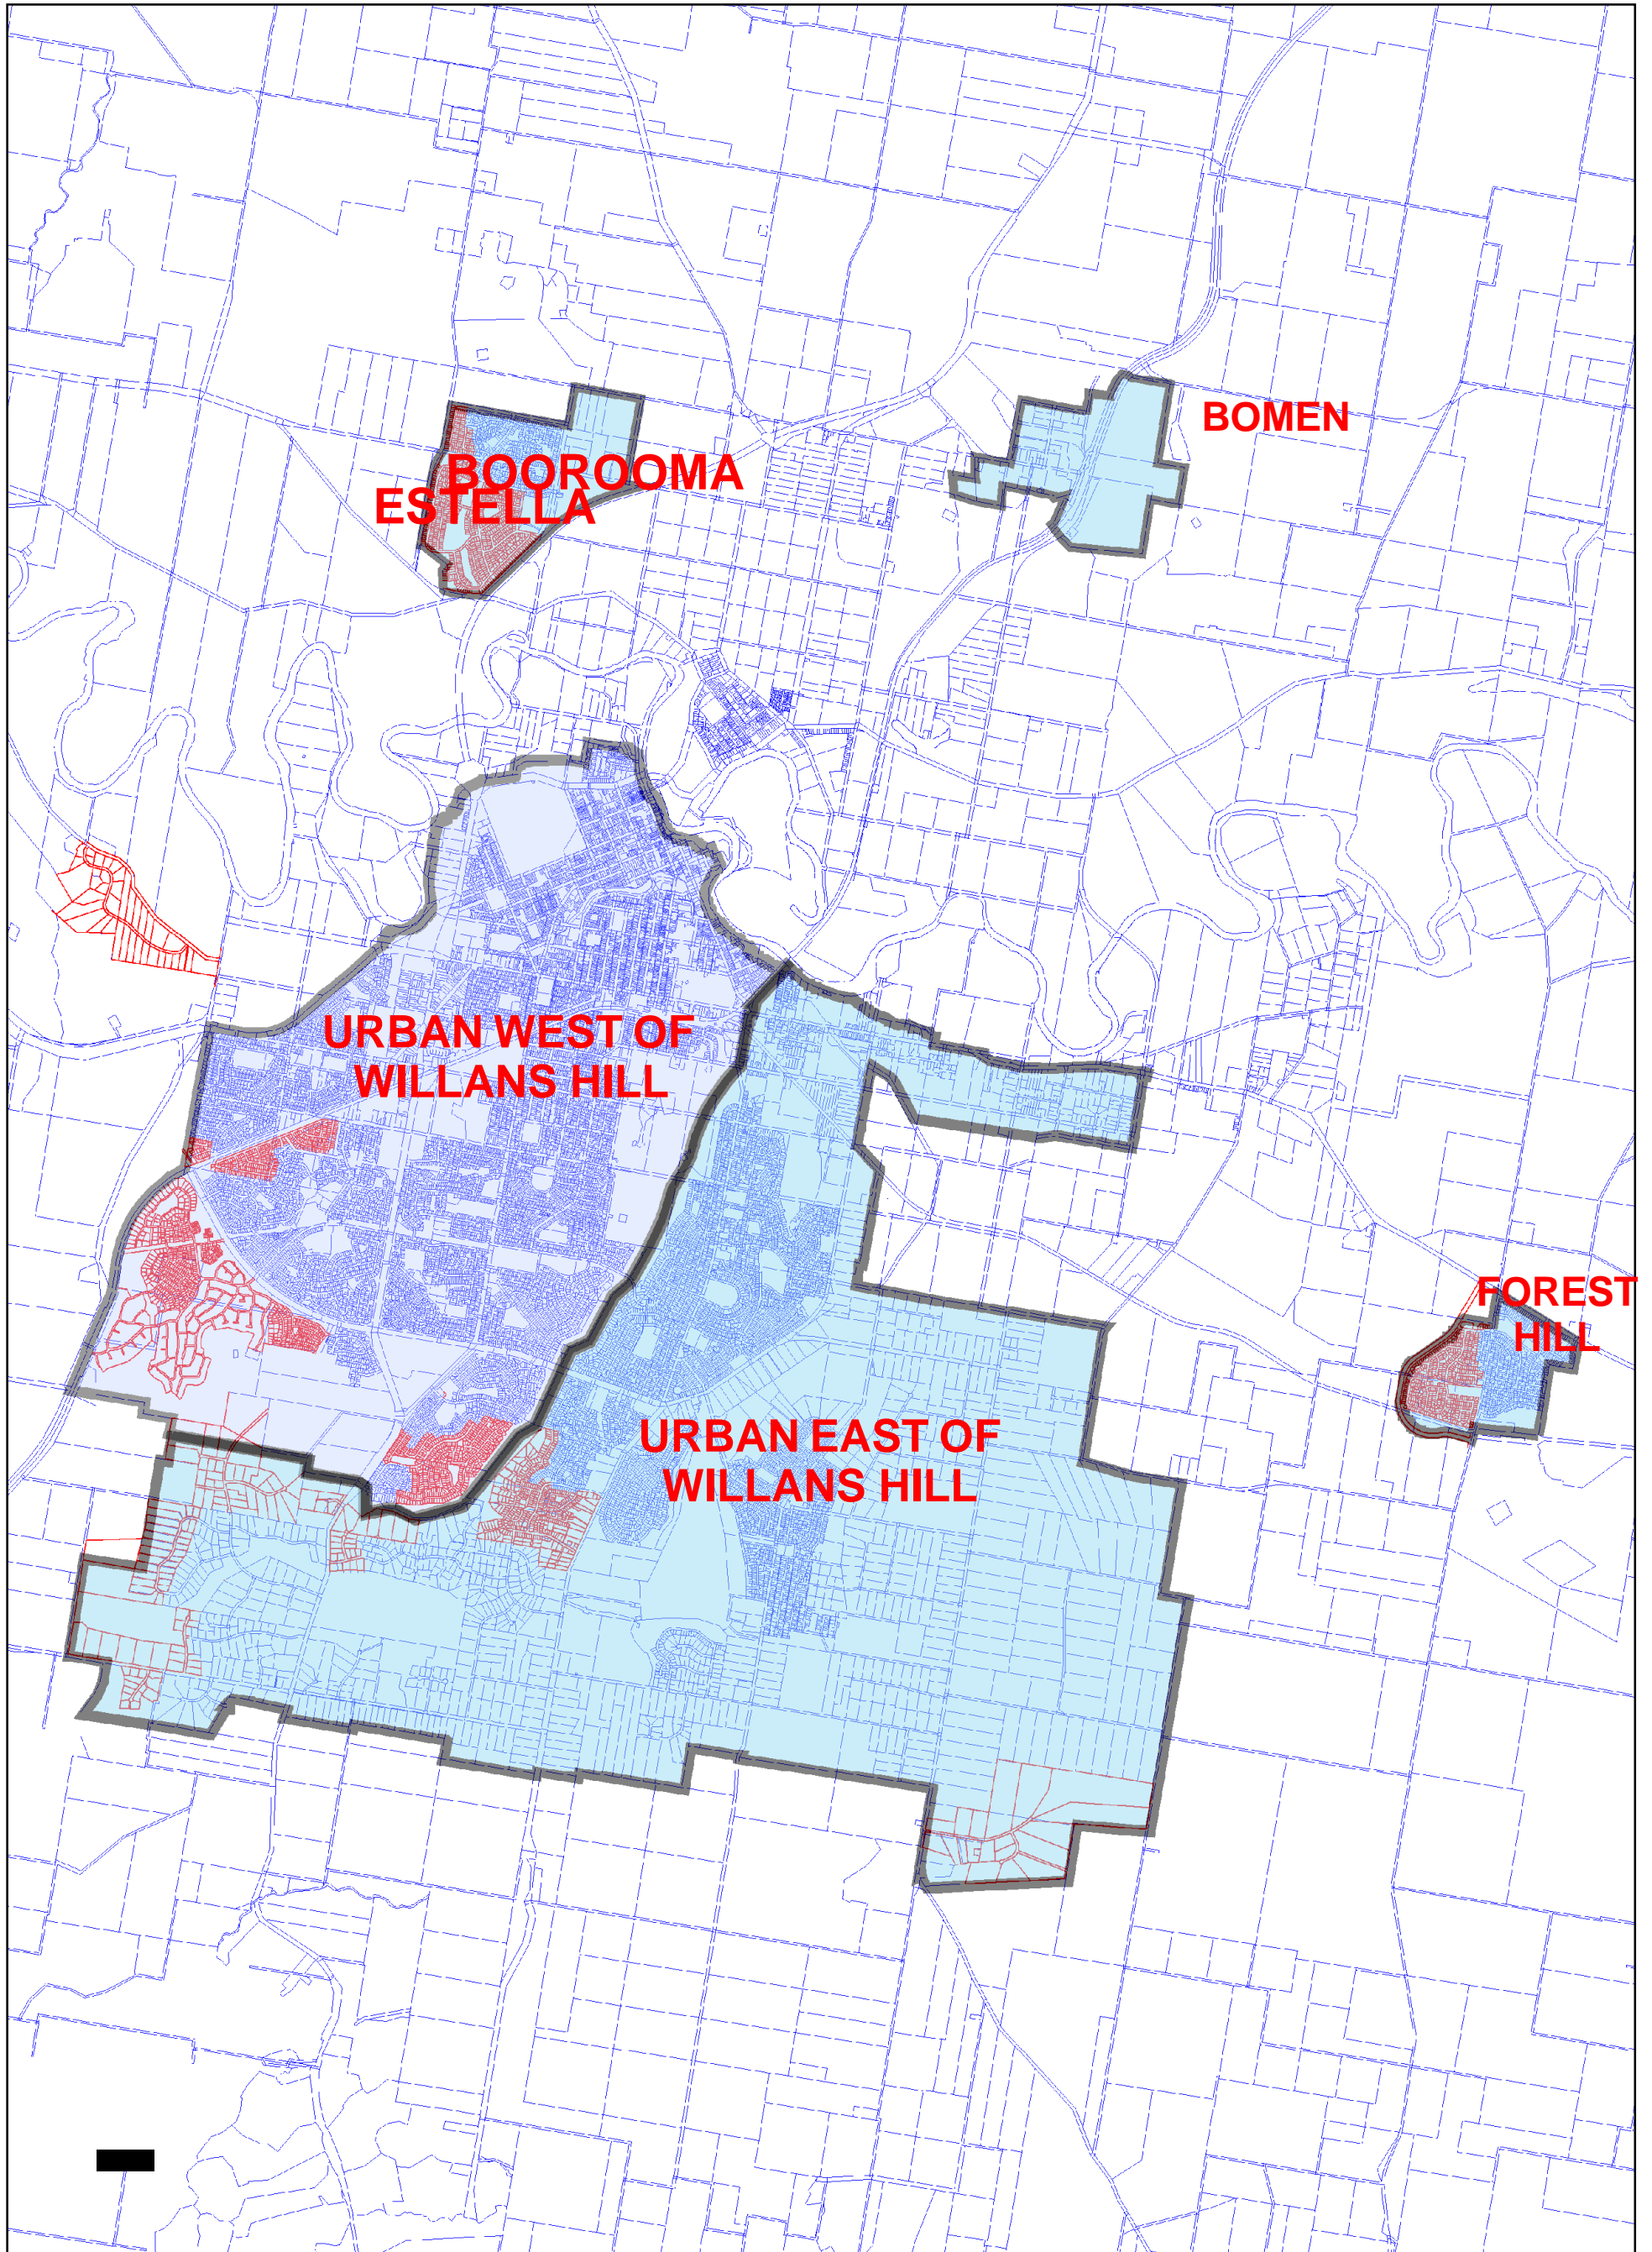 BOMEN
BOOROOMA
ESTELLA
URBAN WEST OF
WILLANS HILL
FOREST
HILL
URBAN EAST OF
WILLANS HILL